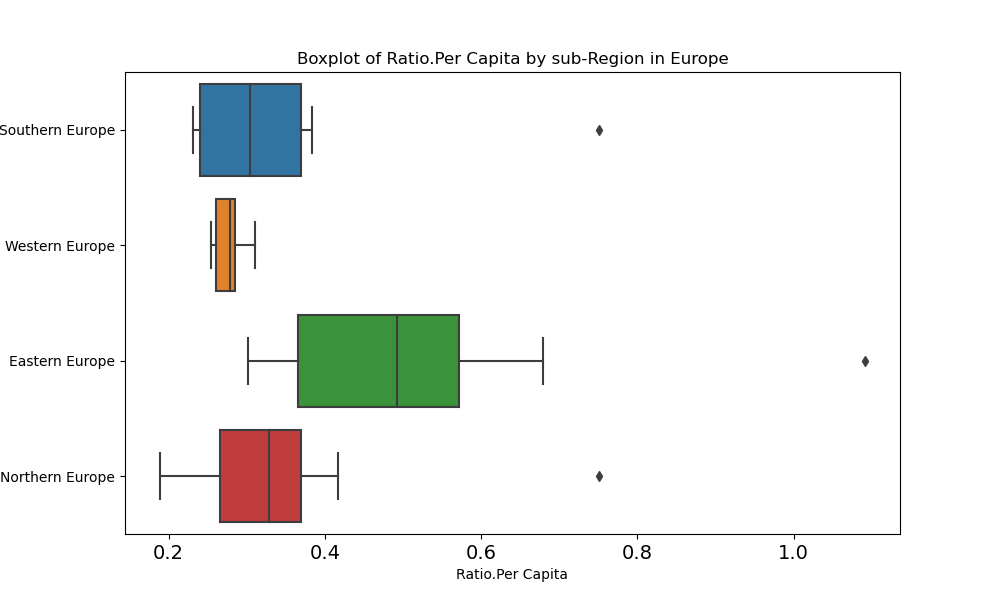 Boxplot of Ratio.Per Capita by sub-Region in Europe
Southern Europe
Western Europe
Eastern Europe
Northern Europe
0.2 0.4 0.6 0.8 1.0
Ratio.Per Capita